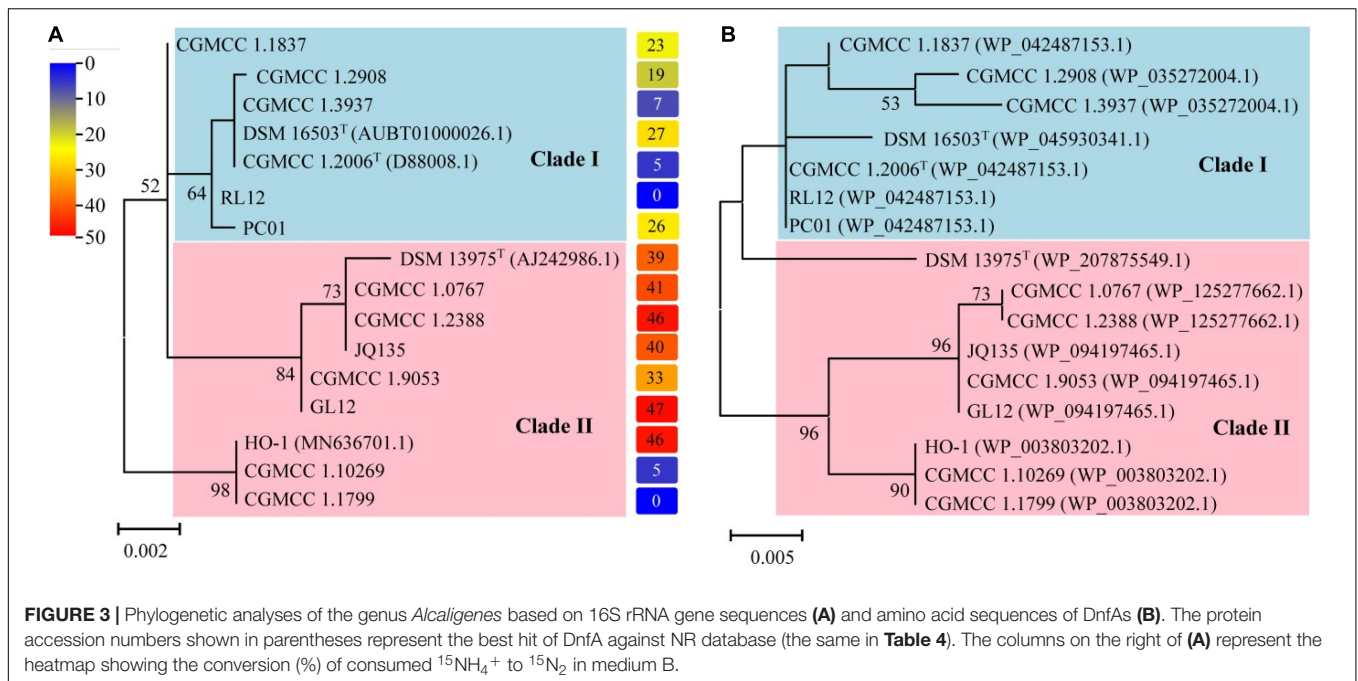 A
0
10
20
30
40
50
CGMCC 1.1837
CGMCC 1.2908
CGMCC 1.3937
DSM 16503T (AUBT01000026.1)
CGMCC 1.2006T (D88008.1)
RL12
PC01
Clade I
52
64
DSM 13975T (AJ242986.1)
CGMCC 1.0767
CGMCC 1.2388
JQ135
CGMCC 1.9053
GL12
HO-1 (MN636701.1)
CGMCC 1.10269
CGMCC 1.1799
Clade II
73
84
98
0.002
23
19
7
27
5
0
26
39
41
46
40
33
47
46
5
0
B
CGMCC 1.1837 (WP_042487153.1)
CGMCC 1.2908 (WP_035272004.1)
53
CGMCC 1.3937 (WP_035272004.1)
DSM 16503T (WP_045930341.1)
Clade I
CGMCC 1.2006T (WP_042487153.1)
RL12 (WP_042487153.1)
PC01 (WP_042487153.1)
DSM 13975T (WP_207875549.1)
73
CGMCC 1.0767 (WP_125277662.1)
CGMCC 1.2388 (WP_125277662.1)
96
JQ135 (WP_094197465.1)
CGMCC 1.9053 (WP_094197465.1)
GL12 (WP_094197465.1)
Clade II
96
HO-1 (WP_003803202.1)
CGMCC 1.10269 (WP_003803202.1)
90
CGMCC 1.1799 (WP_003803202.1)
0.005
FIGURE 3 | Phylogenetic analyses of the genus Alcaligenes based on 16S rRNA gene sequences (A) and amino acid sequences of DnfAs (B). The protein
accession numbers shown in parentheses represent the best hit of DnfA against NR database (the same in Table 4). The columns on the right of (A) represent the
heatmap showing the conversion (%) of consumed ¹⁵NH₄⁺ to ¹⁵N₂ in medium B.